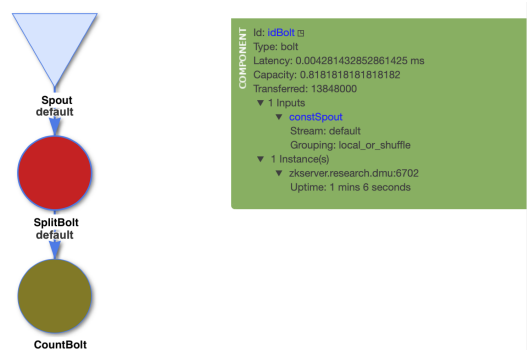 Spout
default
SplitBolt
default
CountBolt
COMPONENT
Id: idBolt
Type: bolt
Latency: 0.004281432852861425 ms
Capacity: 0.8181818181818182
Transferred: 13848000
▼ 1 Inputs
▼ constSpout
Stream: default
Grouping: local_or_shuffle
▼ 1 Instance(s)
▼ zkserver.research.dmu:6702
Uptime: 1 mins 6 seconds